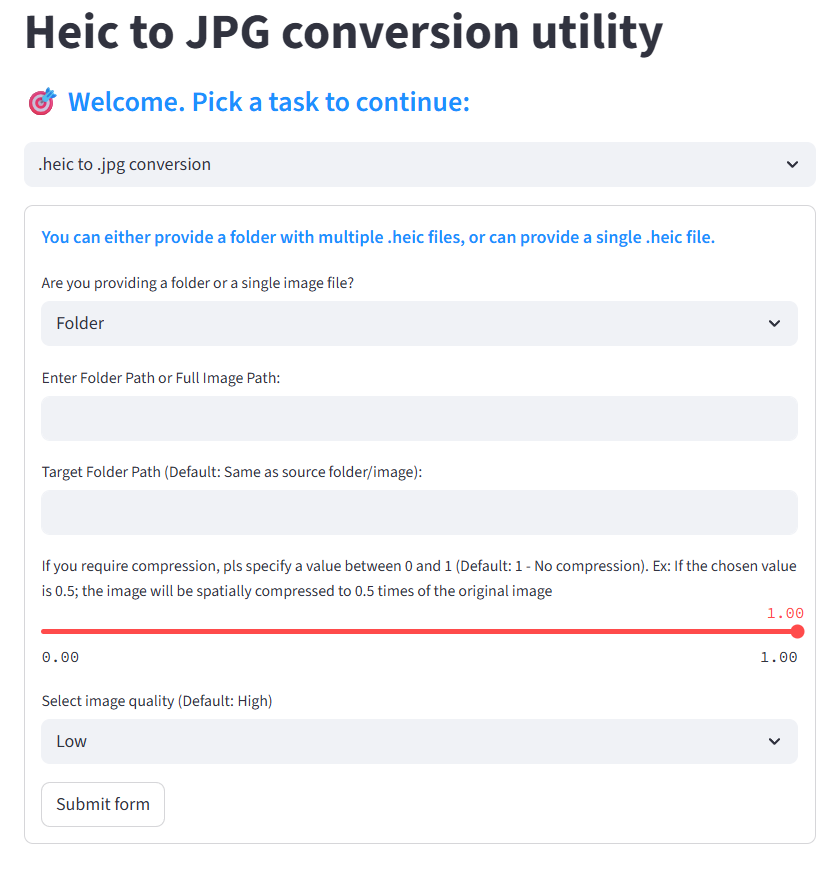 Heic to JPG conversion utility
Welcome. Pick a task to continue:
.heic to .jpg conversion
You can either provide a folder with multiple .heic files, or can provide a single .heic file.
Are you providing a folder or a single image file?
Folder
Enter Folder Path or Full Image Path:
Target Folder Path (Default: Same as source folder/image):
If you require compression, pls specify a value between 0 and 1 (Default: 1 - No compression). Ex: If the chosen value
is 0.5; the image will be spatially compressed to 0.5 times of the original image
1.00
0.00 1.00
Select image quality (Default: High)
Low
Submit form